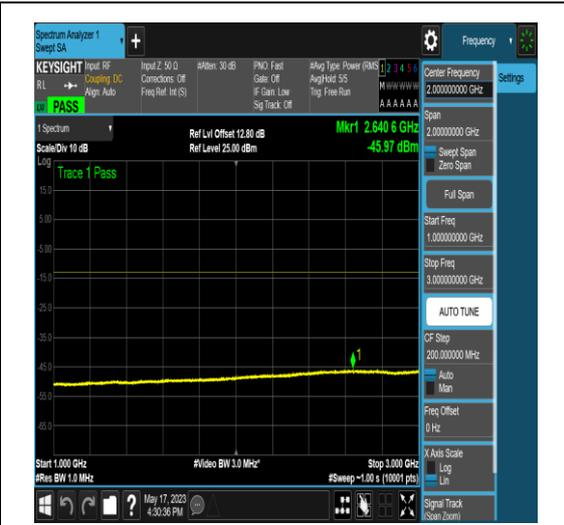 Spectrum Analyzer 1
Swept SA
+
Frequency
KEYSIGHT
RL
Input: RF
Coupling: DC
Align: Auto
Input Z: 50 Ω
Corrections: Off
Freq Ref: Int (S)
#Atten: 30 dB
PNO: Fast
Gate: Off
IF Gain: Low
Sig Track: Off
#Avg Type: Power (RMS
Avg|Hold: 5/5
Trig: Free Run
1 2 3 4 5 6
M W W W W W
A A A A A A
PASS
1 Spectrum
Scale/Div 10 dB
Ref Lvl Offset 12.80 dB
Ref Level 25.00 dBm
Mkr1 2.640 6 GHz
-45.97 dBm
Log
Trace 1 Pass
15.0
5.00
-5.00
-15.0
-25.0
-35.0
-45.0
-55.0
-65.0
1
Start 1.000 GHz
#Res BW 1.0 MHz
#Video BW 3.0 MHz*
Stop 3.000 GHz
#Sweep ~1.00 s (10001 pts)
Center Frequency
2.000000000 GHz
Settings
Span
2.00000000 GHz
Swept Span
Zero Span
Full Span
Start Freq
1.000000000 GHz
Stop Freq
3.000000000 GHz
AUTO TUNE
CF Step
200.000000 MHz
Auto
Man
Freq Offset
0 Hz
X Axis Scale
Log
Lin
Signal Track
(Span Zoom)
?
May 17, 2023
4:30:36 PM